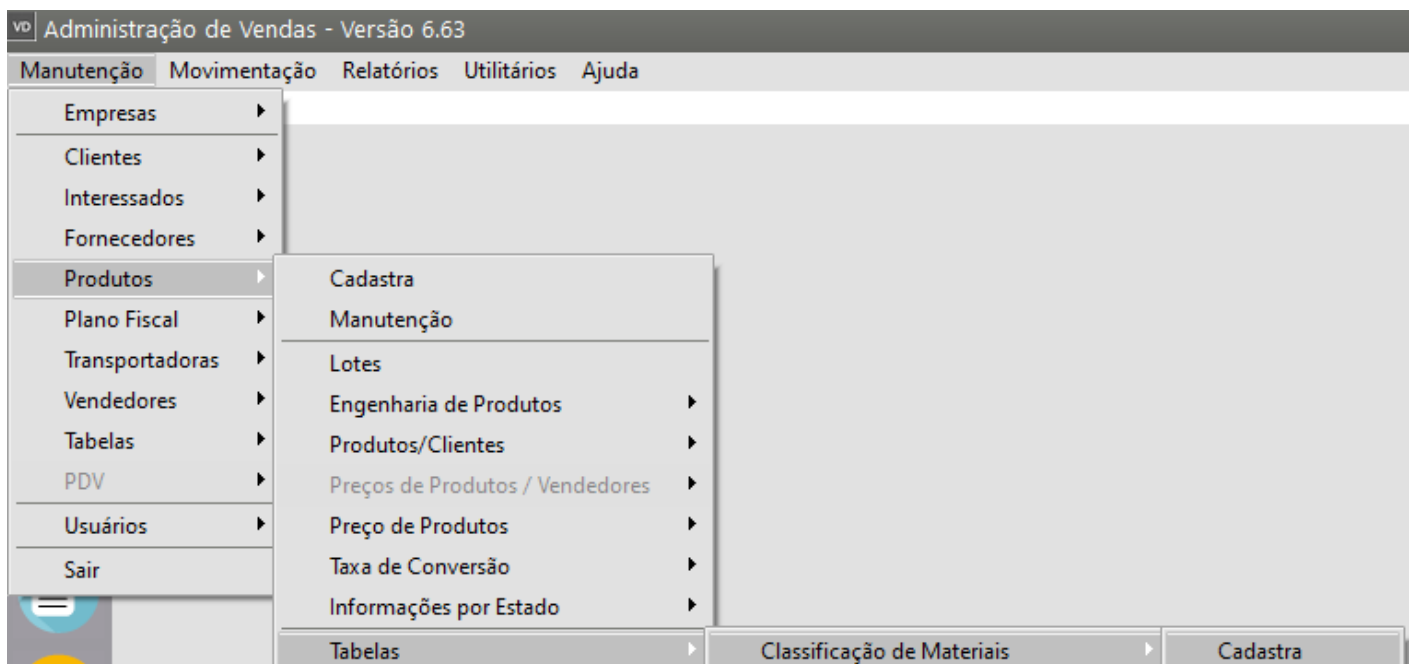 VD Administração de Vendas - Versão 6.63
Manutenção Movimentação Relatórios Utilitários Ajuda
Empresas
Clientes
Interessados
Fornecedores
Produtos
Plano Fiscal
Transportadoras
Vendedores
Tabelas
PDV
Usuários
Sair
Cadastra
Manutenção
Lotes
Engenharia de Produtos
Produtos/Clientes
Preços de Produtos / Vendedores
Preço de Produtos
Taxa de Conversão
Informações por Estado
Tabelas
Classificação de Materiais
Cadastra